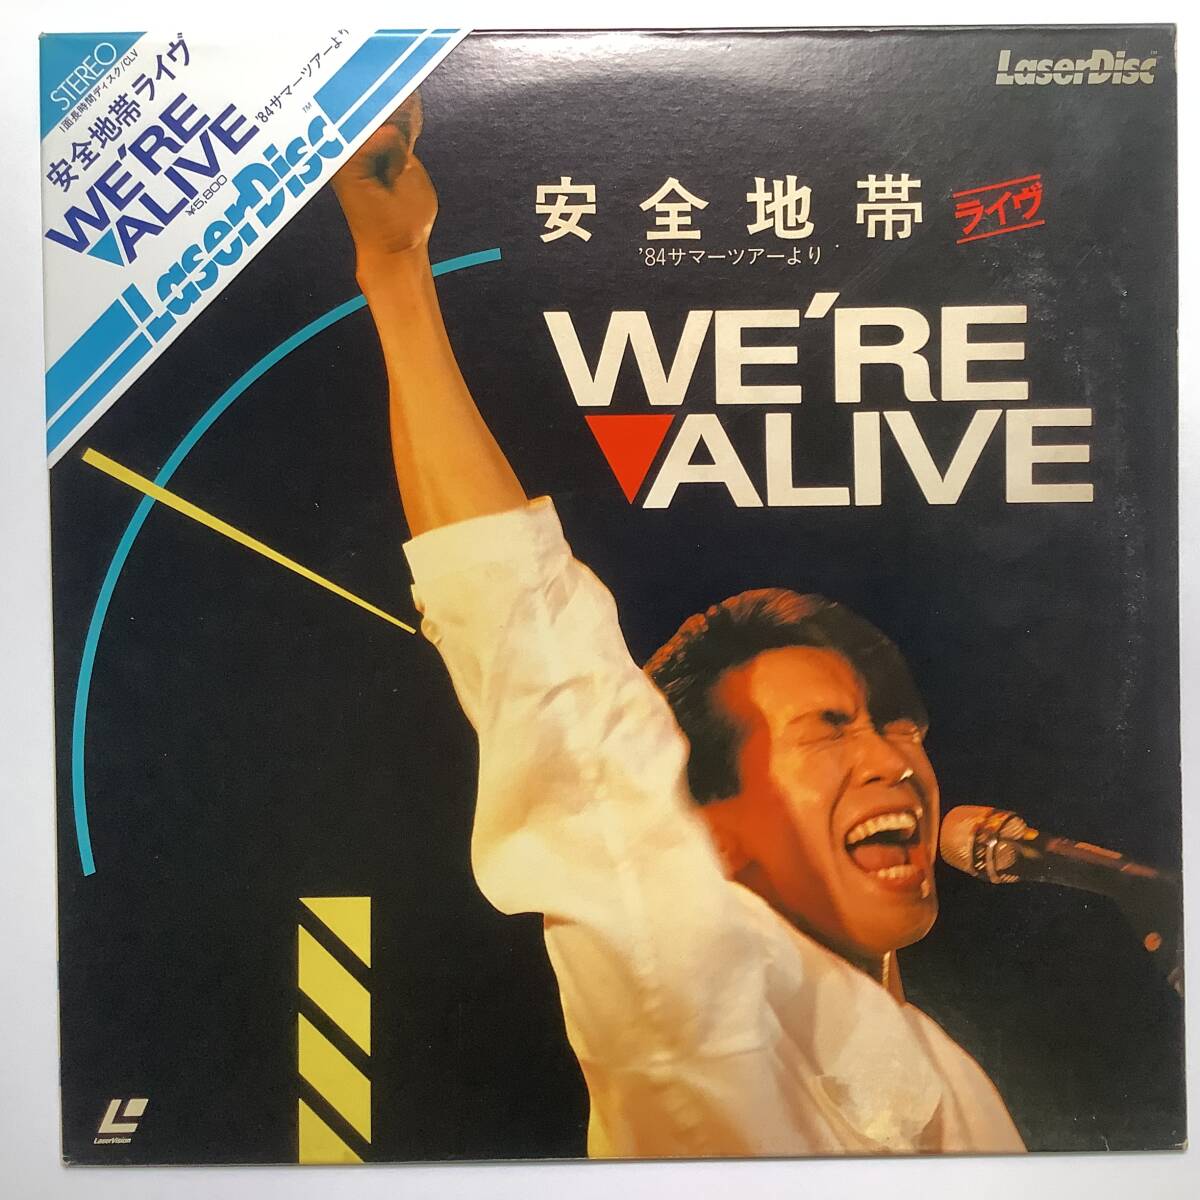 STEREO
1面長時間ディスク/CLV
安全地帯ライヴ
WE'RE
ALIVE
'84サマーツアーより
¥5,800
LaserDisc™
LaserDisc™
安全地帯 ライヴ
'84サマーツアーより
WE'RE
ALIVE
LaserVision